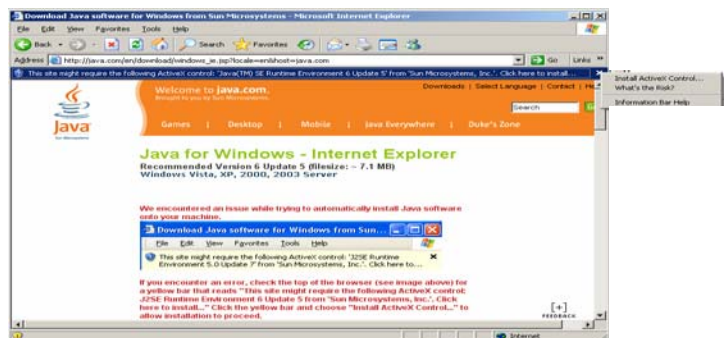 Download Java software for Windows from Sun Microsystems - Microsoft Internet Explorer
File Edit View Favorites Tools Help
Back Search Favorites
Address http://java.com/en/download/windows_ie.jsp?locale=en&host=java.com Go Links »
This site might require the following ActiveX control: 'Java(TM) SE Runtime Environment 6 Update 5' from 'Sun Microsystems, Inc.'. Click here to install...
Install ActiveX Control...
What's the Risk?
Information Bar Help
Welcome to java.com.
Brought to you by Sun Microsystems
Downloads | Select Language | Contact |
Search
Java
Games | Desktop | Mobile | Java Everywhere | Duke's Zone
Java for Windows - Internet Explorer
Recommended Version 6 Update 5 (filesize: ~ 7.1 MB)
Windows Vista, XP, 2000, 2003 Server
We encountered an issue while trying to automatically install Java software
onto your machine.
Download Java software for Windows from Sun...
File Edit View Favorites Tools Help
This site might require the following ActiveX control: 'J2SE Runtime
Environment 5.0 Update 7' from 'Sun Microsystems, Inc.'. Click here to...
If you encounter an error, check the top of the browser (see image above) for
a yellow bar that reads "This site might require the following ActiveX control:
J2SE Runtime Environment 6 Update 5 from 'Sun Microsystems, Inc.'. Click
here to install..." Click the yellow bar and choose "Install ActiveX Control..." to
allow installation to proceed.
[+]
FEEDBACK
Internet